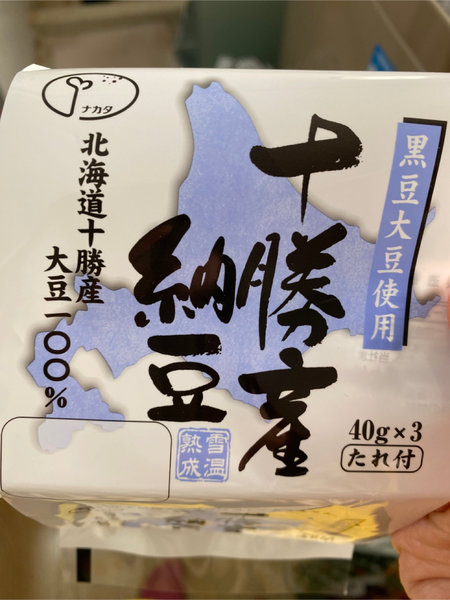 黒豆大豆使用
十勝産
納豆
北海道十勝産
大豆一〇〇%
ナカタ
雪温
熟成
40g×3
たれ付